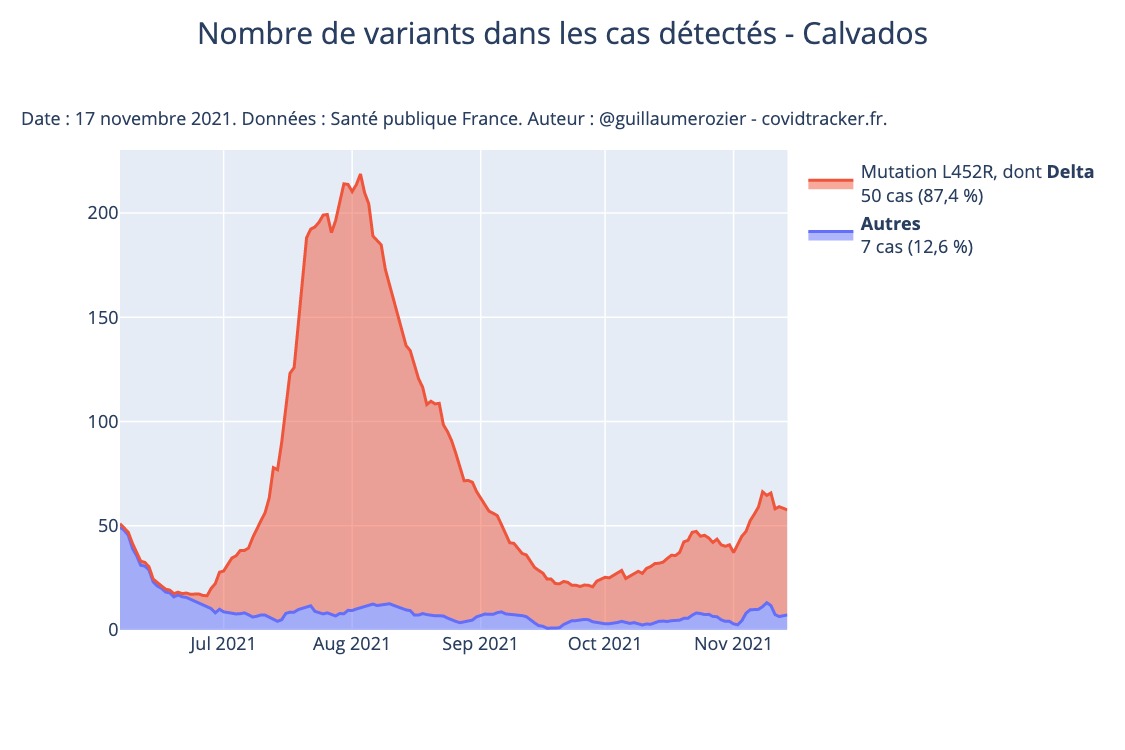 Nombre de variants dans les cas détectés - Calvados
Date : 17 novembre 2021. Données : Santé publique France. Auteur : @guillaumerozier - covidtracker.fr.
Mutation L452R, dont Delta
50 cas (87,4 %)
Autres
7 cas (12,6 %)
200
150
100
50
0
Jul 2021 Aug 2021 Sep 2021 Oct 2021 Nov 2021